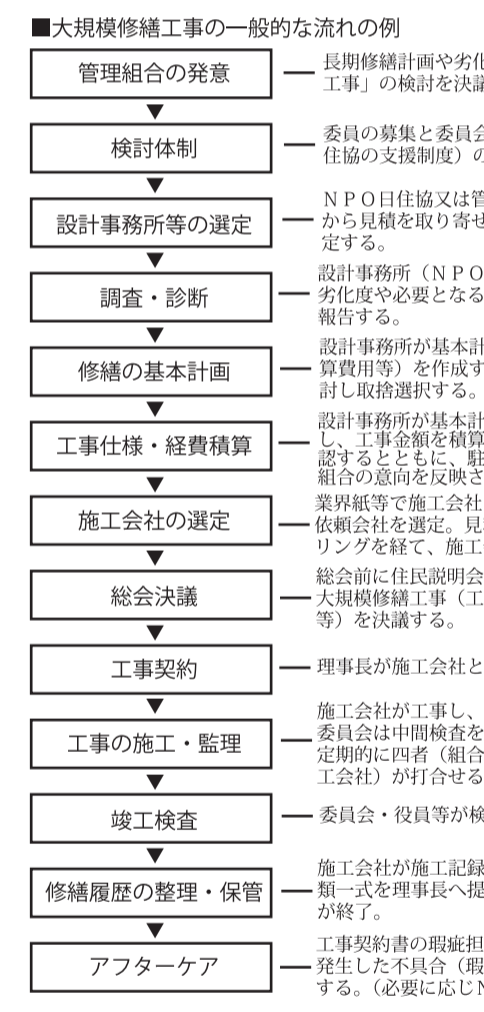 ■大規模修繕工事の一般的な流れの例
管理組合の発意
長期修繕計画や劣化
工事」の検討を決議
検討体制
委員の募集と委員会
住協の支援制度）の
設計事務所等の選定
ＮＰＯ日住協又は管
から見積を取り寄せ
定する。
調査・診断
設計事務所（ＮＰＯ
劣化度や必要となる
報告する。
修繕の基本計画
設計事務所が基本計
算費用等）を作成す
討し取捨選択する。
工事仕様・経費積算
設計事務所が基本計
し、工事金額を積算
認するとともに、駐
組合の意向を反映さ
施工会社の選定
業界紙等で施工会社
依頼会社を選定。見
リングを経て、施工
総会決議
総会前に住民説明会
大規模修繕工事（工
等）を決議する。
工事契約
理事長が施工会社と
工事の施工・監理
施工会社が工事し、
委員会は中間検査を
定期的に四者（組合
工会社）が打合せる
竣工検査
委員会・役員等が検
修繕履歴の整理・保管
施工会社が施工記録
類一式を理事長へ提
が終了。
アフターケア
工事契約書の瑕疵担
発生した不具合（瑕
する。（必要に応じＮ